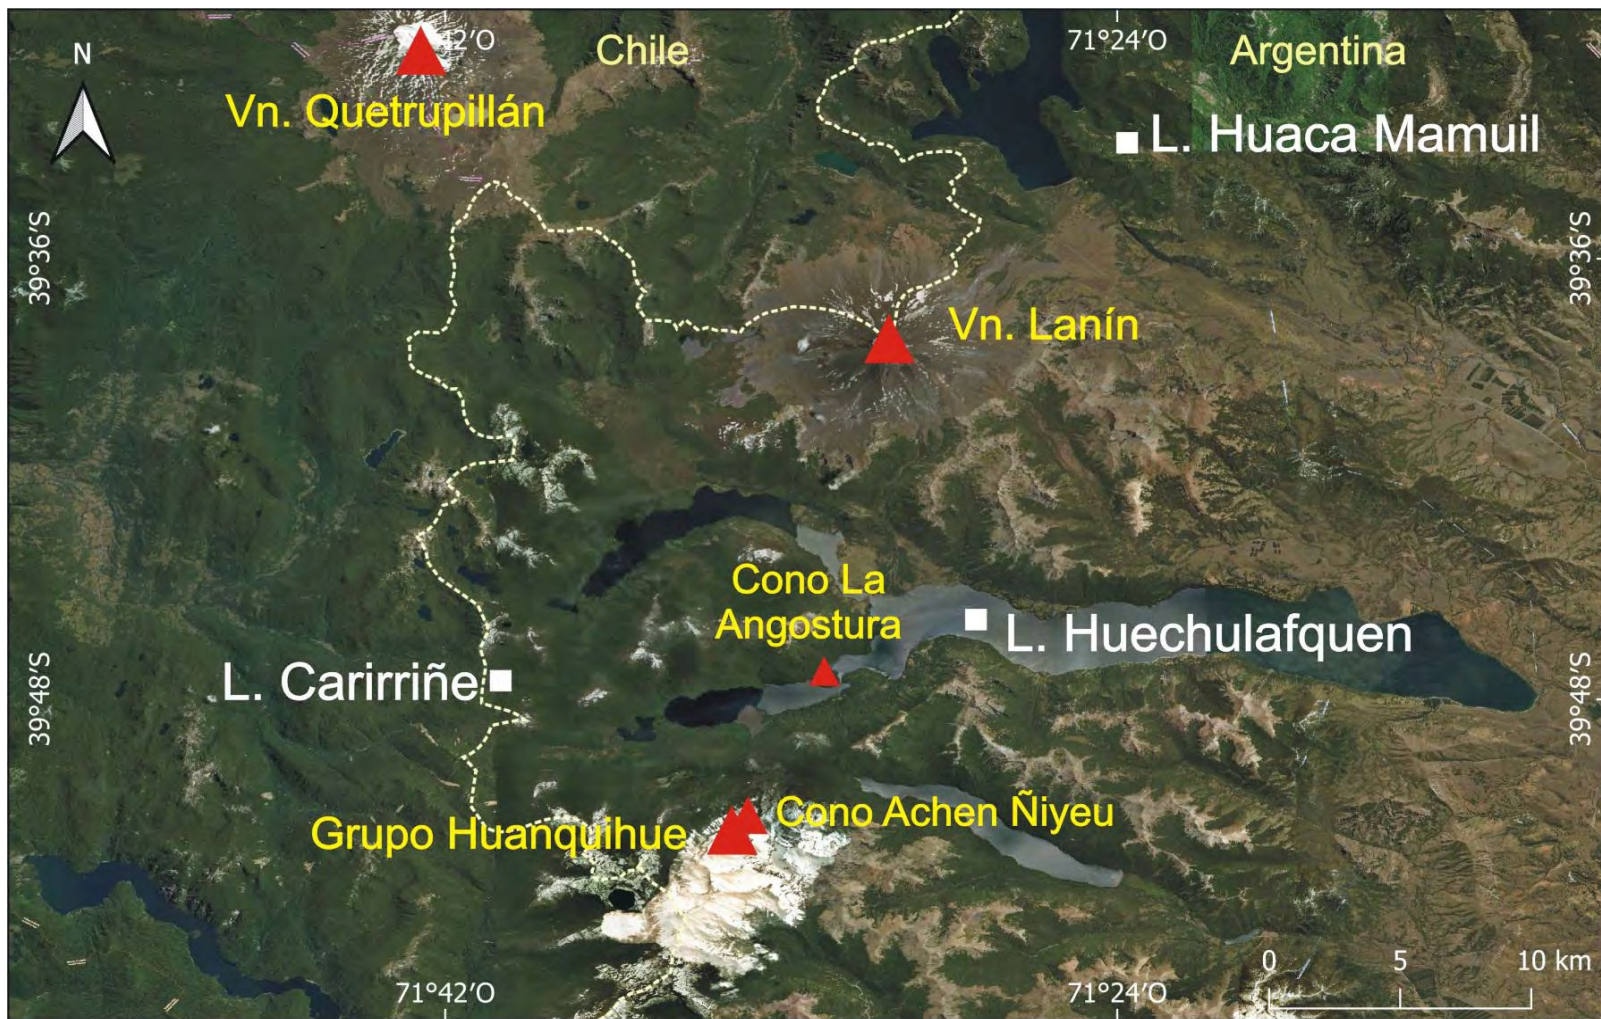 N
42'O
Chile
71°24'O
Argentina
Vn. Quetrupillán
L. Huaca Mamuil
39°36'S
39°36'S
Vn. Lanín
Cono La
Angostura
L. Huechulafquen
L. Carirriñe
39°48'S
39°48'S
Cono Achen Ñiyeu
Grupo Huanquihue
0
5
10 km
71°42'O
71°24'O